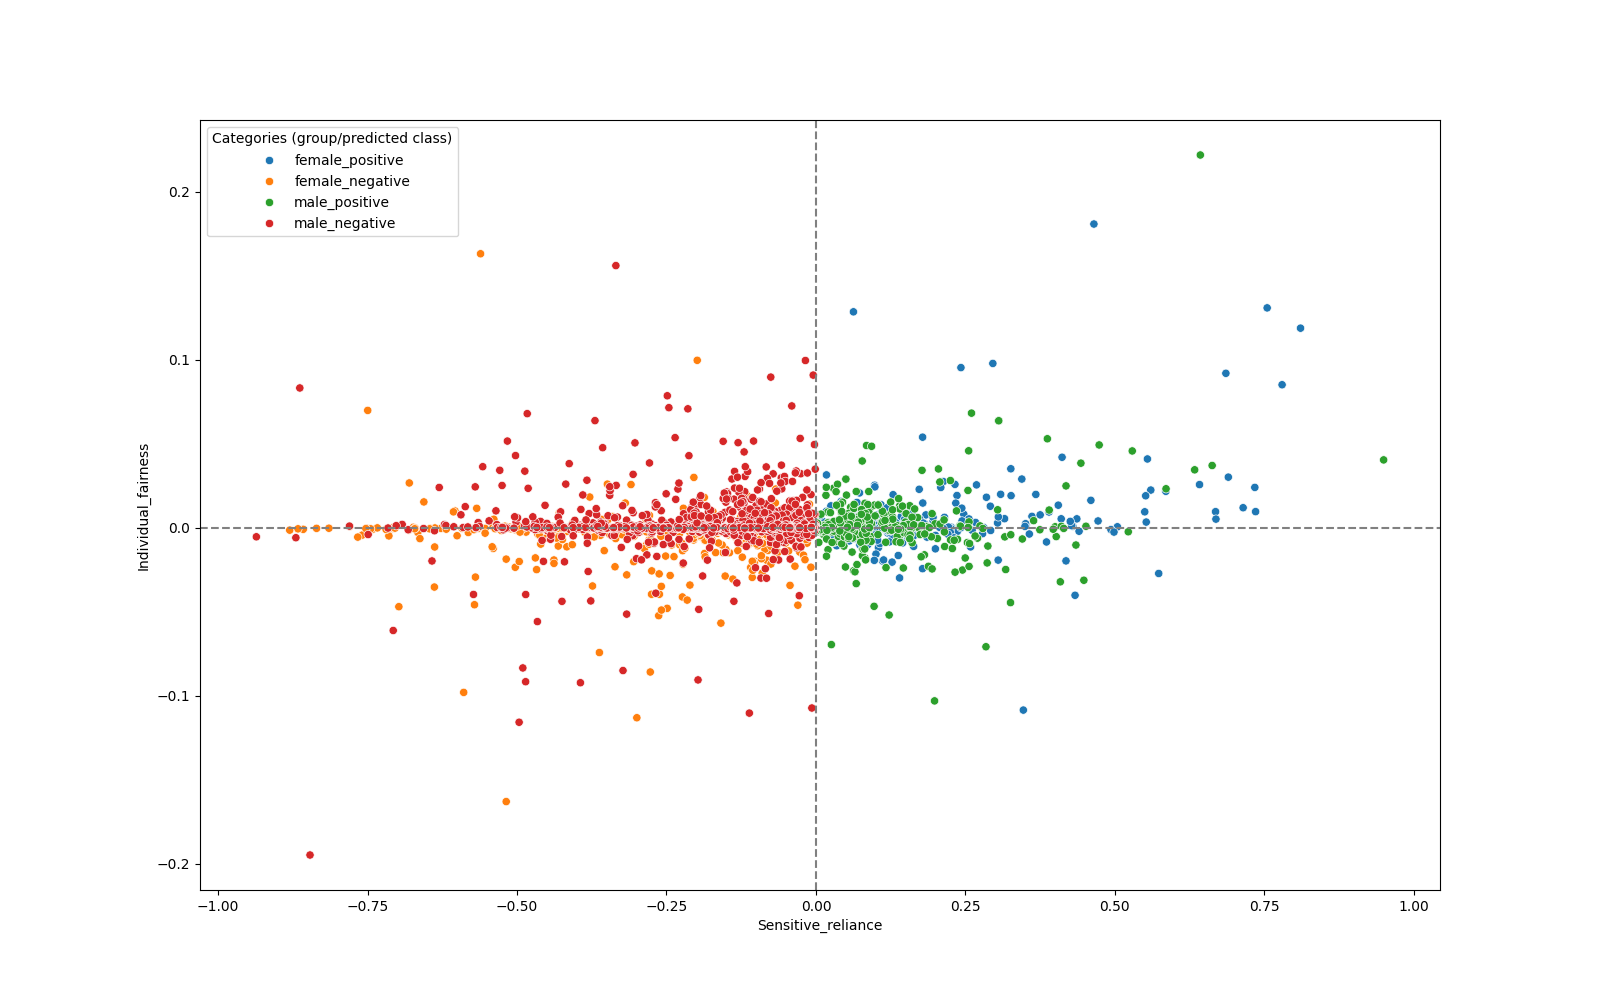 Categories (group/predicted class)
female_positive
female_negative
male_positive
male_negative
0.2
0.1
0.0
−0.1
−0.2
Individual_fairness
−1.00 −0.75 −0.50 −0.25 0.00 0.25 0.50 0.75 1.00
Sensitive_reliance